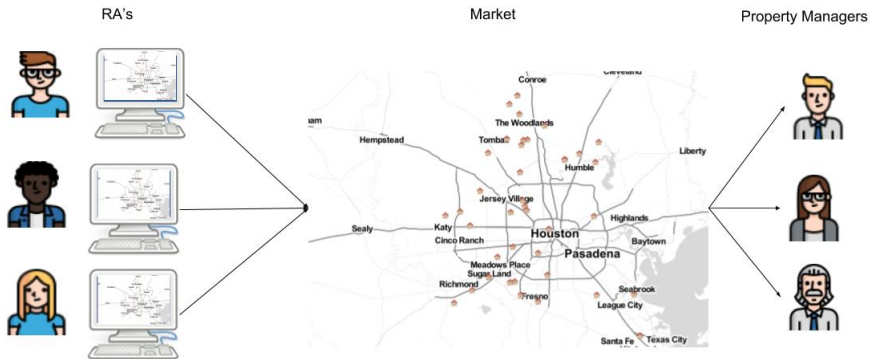 RA's
Market
Property Managers
Conroe
Cleveland
The Woodlands
Hempstead
Liberty
Humble
Jersey Village
Highlands
Sealy
Katy
Houston
Cinco Ranch
Baytown
Pasadena
Meadows Place
Sugar Land
Richmond
Seabrook
Fresno
League City
Santa Fe
Texas City